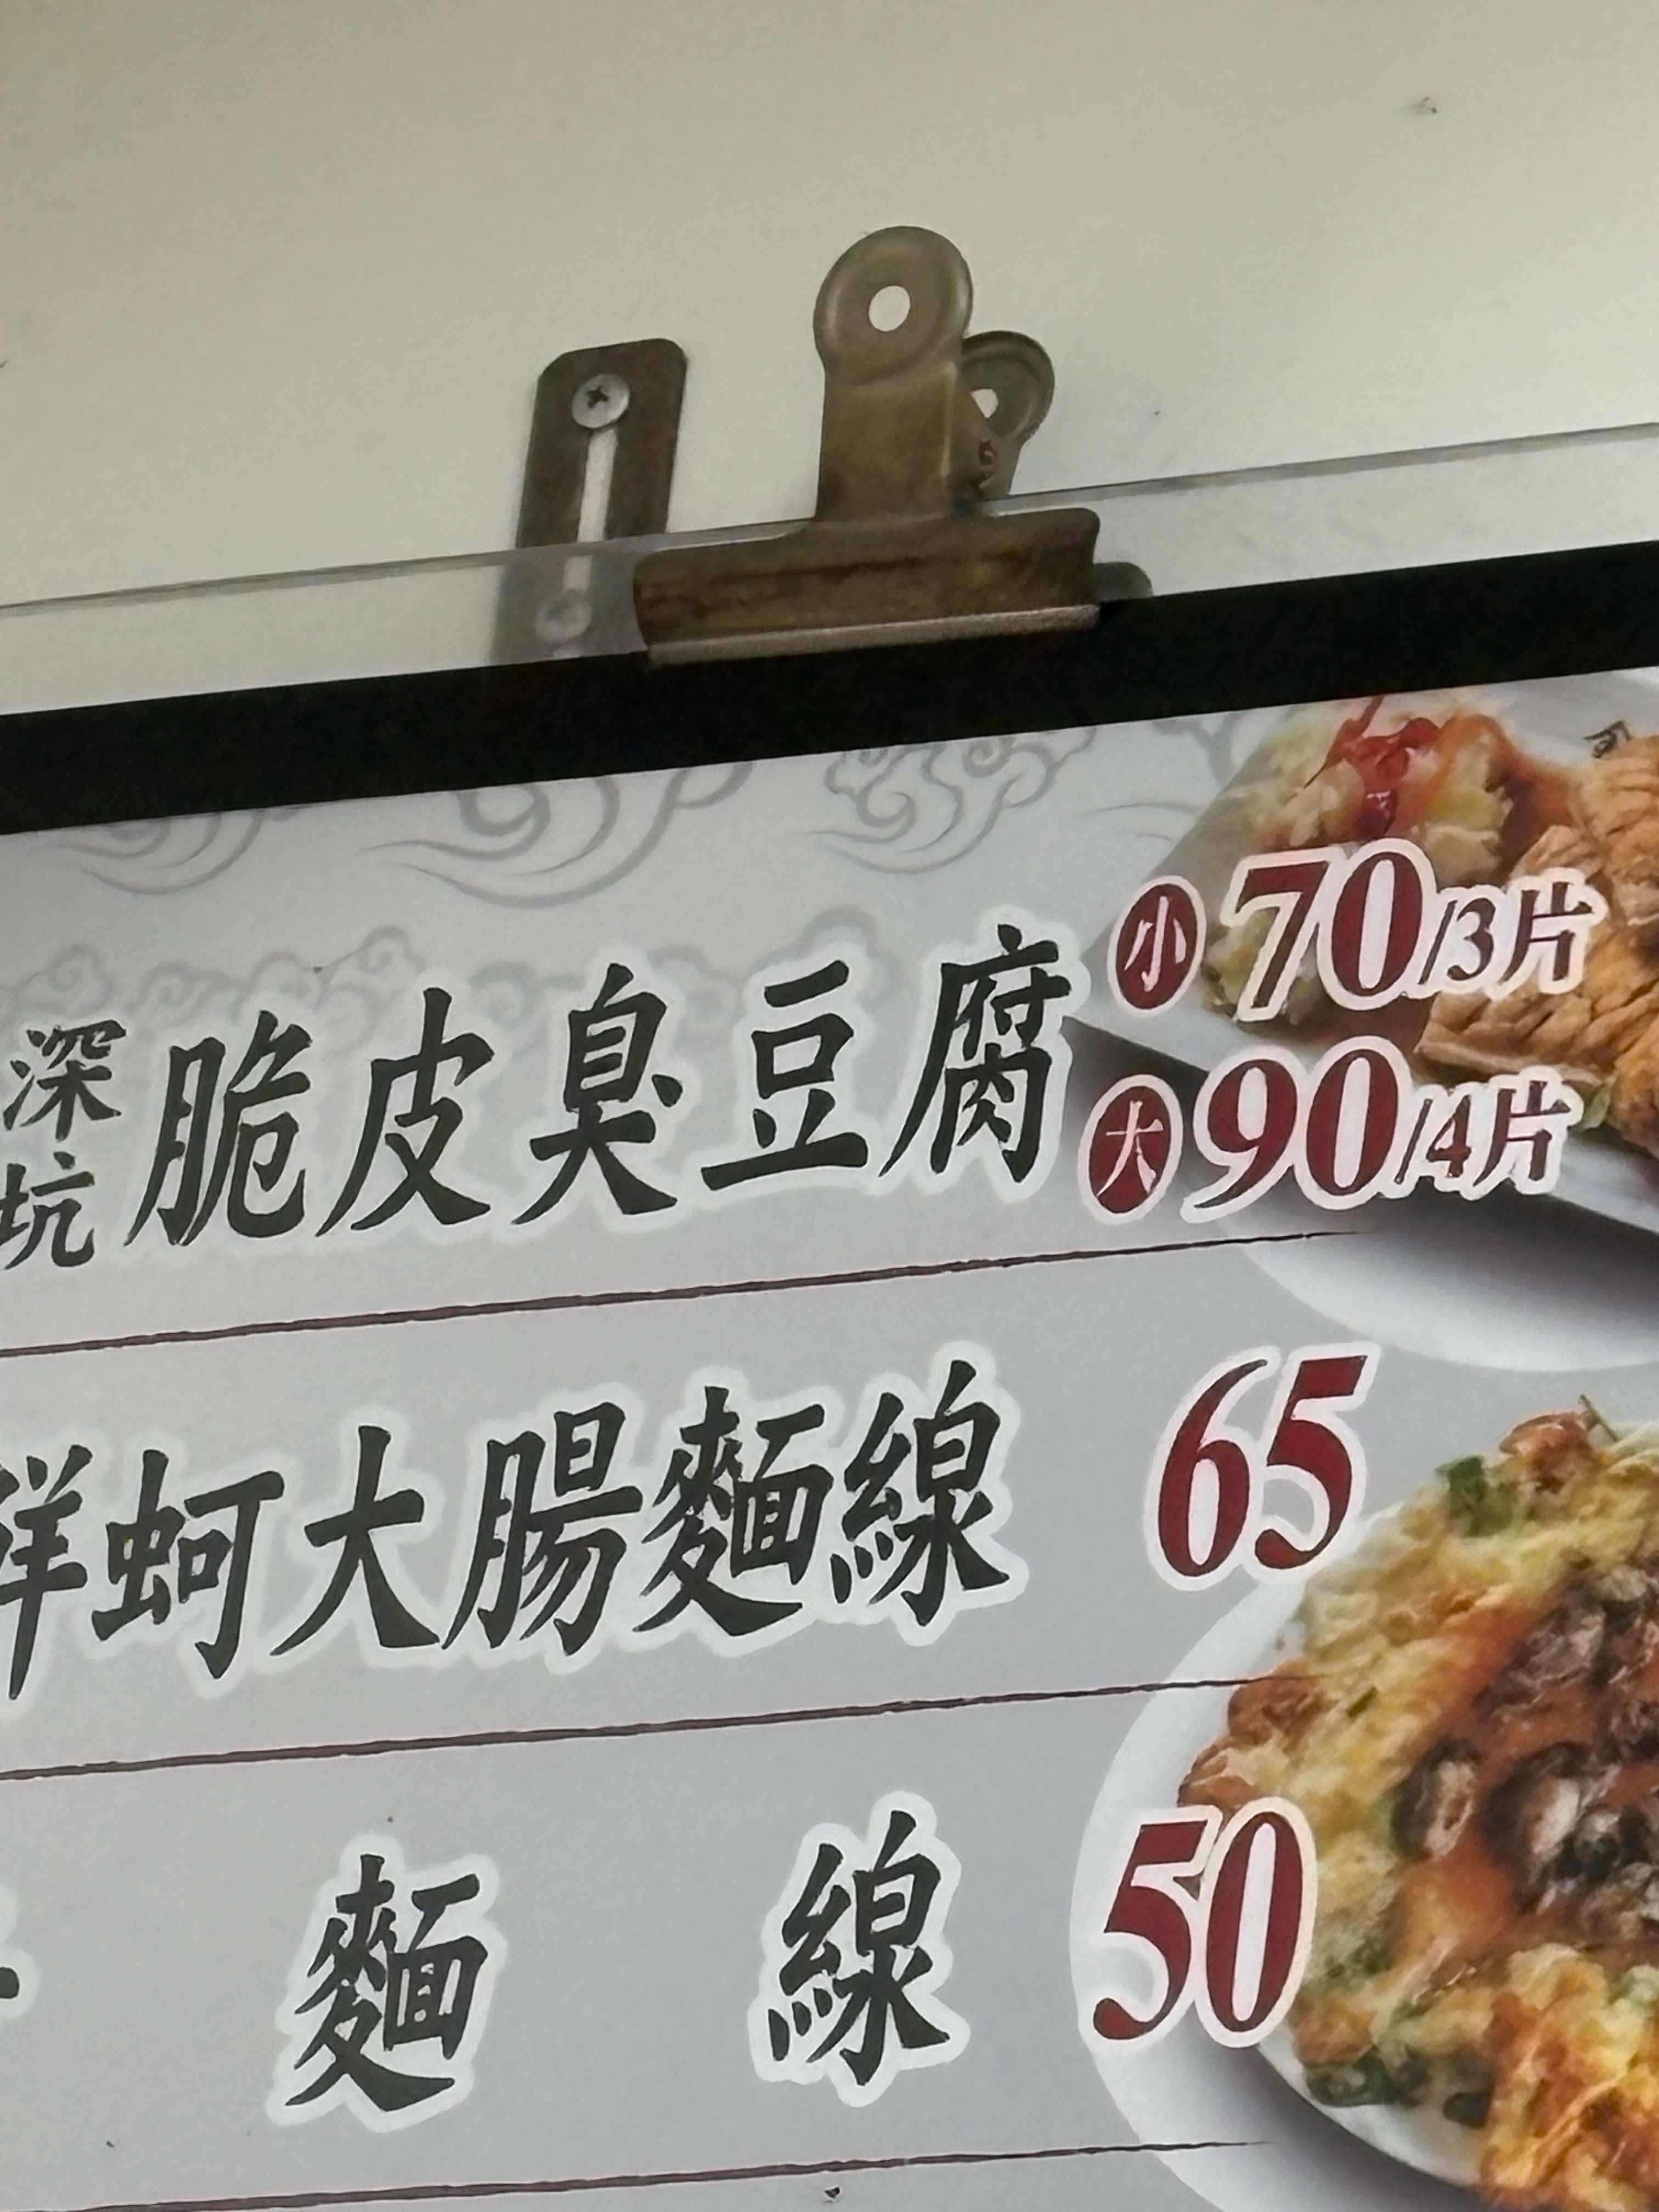 深坑 脆皮臭豆腐 小 70/3片
大 90/4片
鮮蚵大腸麵線 65
麵線 50